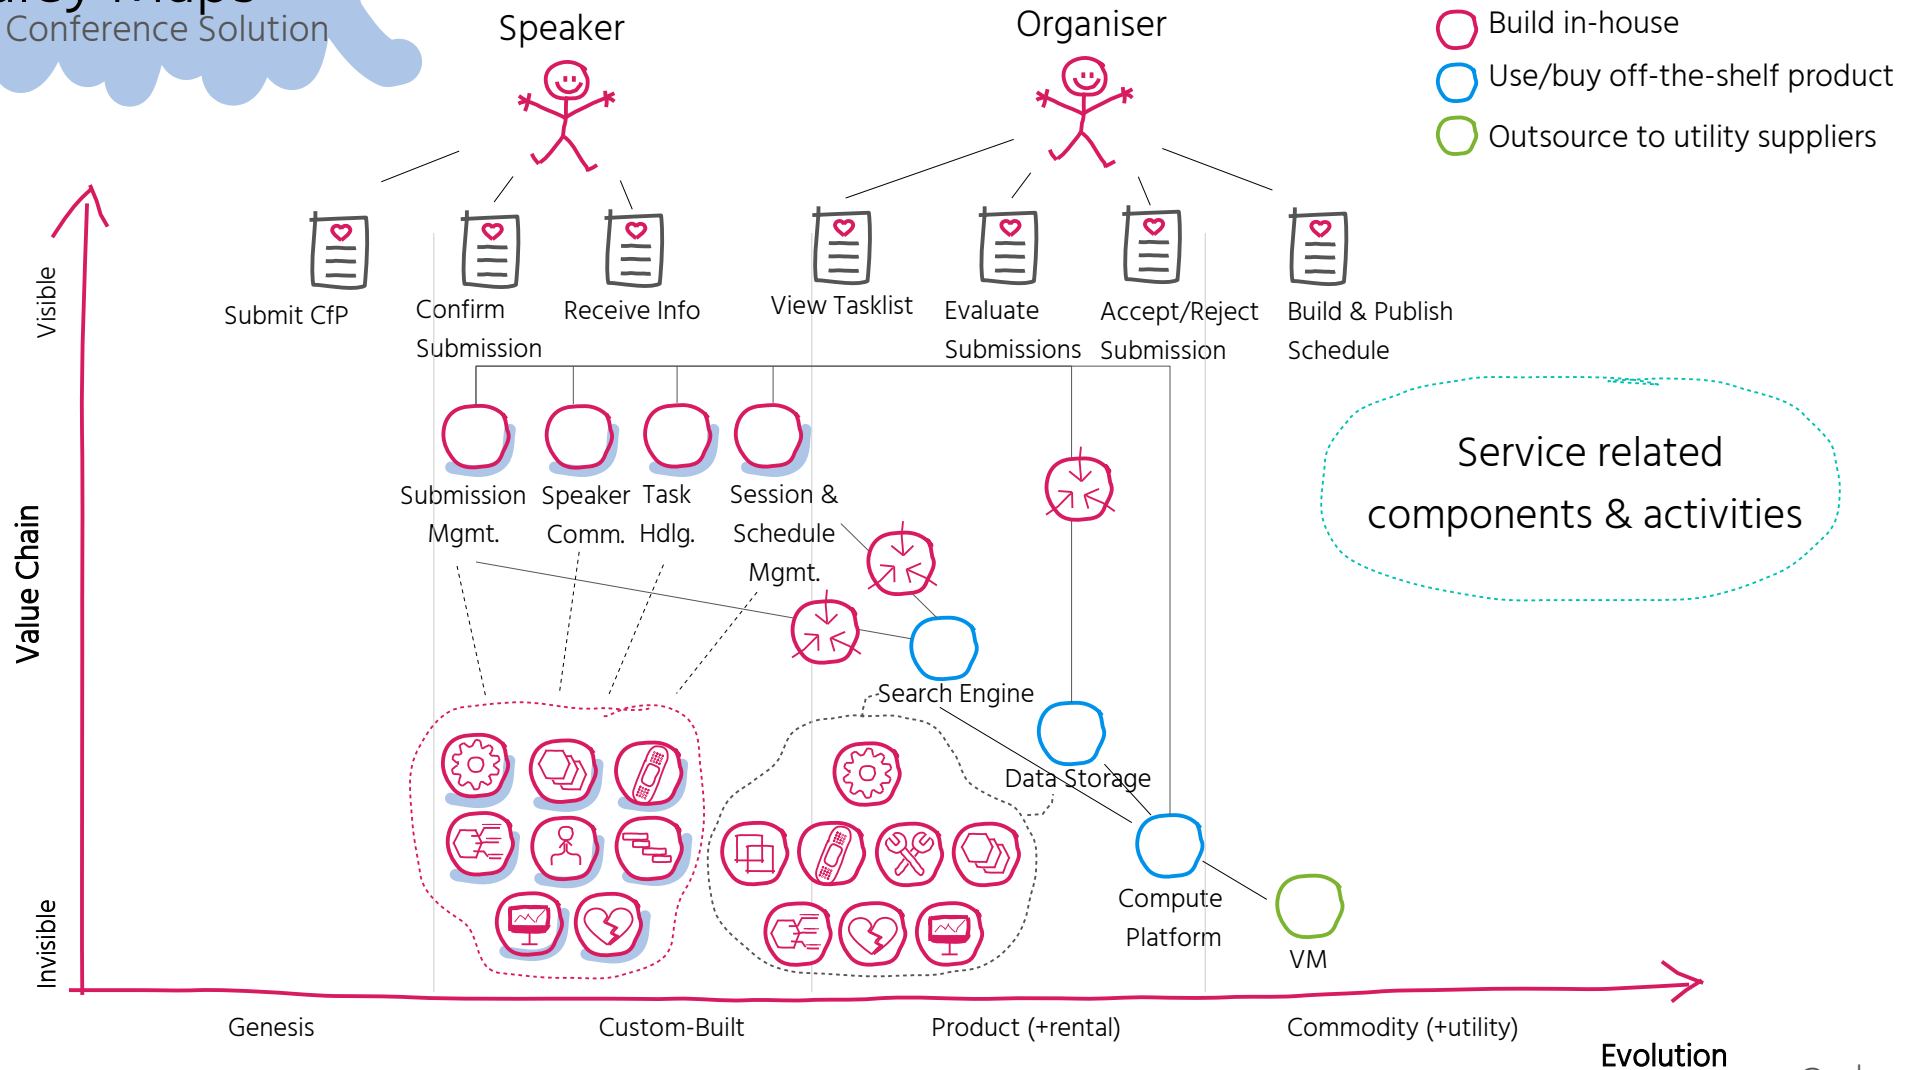 Maps
Conference Solution
Speaker
Organiser
Build in-house
Use/buy off-the-shelf product
Outsource to utility suppliers
Visible
Value Chain
Invisible
Submit CfP
Confirm
Submission
Receive Info
View Tasklist
Evaluate
Submissions
Accept/Reject
Submission
Build & Publish
Schedule
Submission
Mgmt.
Speaker
Comm.
Task
Hdlg.
Session &
Schedule
Mgmt.
Service related
components & activities
Search Engine
Data Storage
Compute
Platform
VM
Genesis
Custom-Built
Product (+rental)
Commodity (+utility)
Evolution